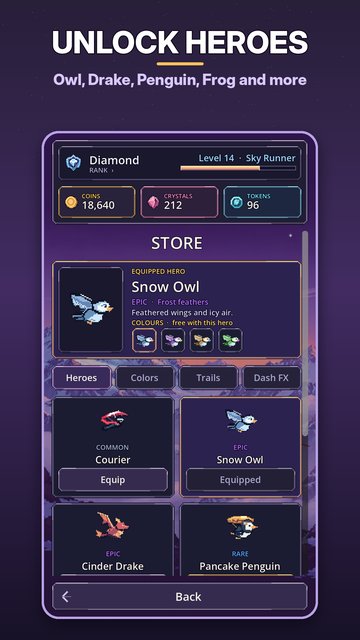 UNLOCK HEROES
Owl, Drake, Penguin, Frog and more
Diamond
RANK ›
Level 14 · Sky Runner
COINS
18,640
CRYSTALS
212
TOKENS
96
STORE
EQUIPPED HERO
Snow Owl
EPIC · Frost feathers
Feathered wings and icy air.
COLOURS · free with this hero
Heroes
Colors
Trails
Dash FX
COMMON
Courier
Equip
EPIC
Snow Owl
Equipped
EPIC
Cinder Drake
RARE
Pancake Penguin
Back